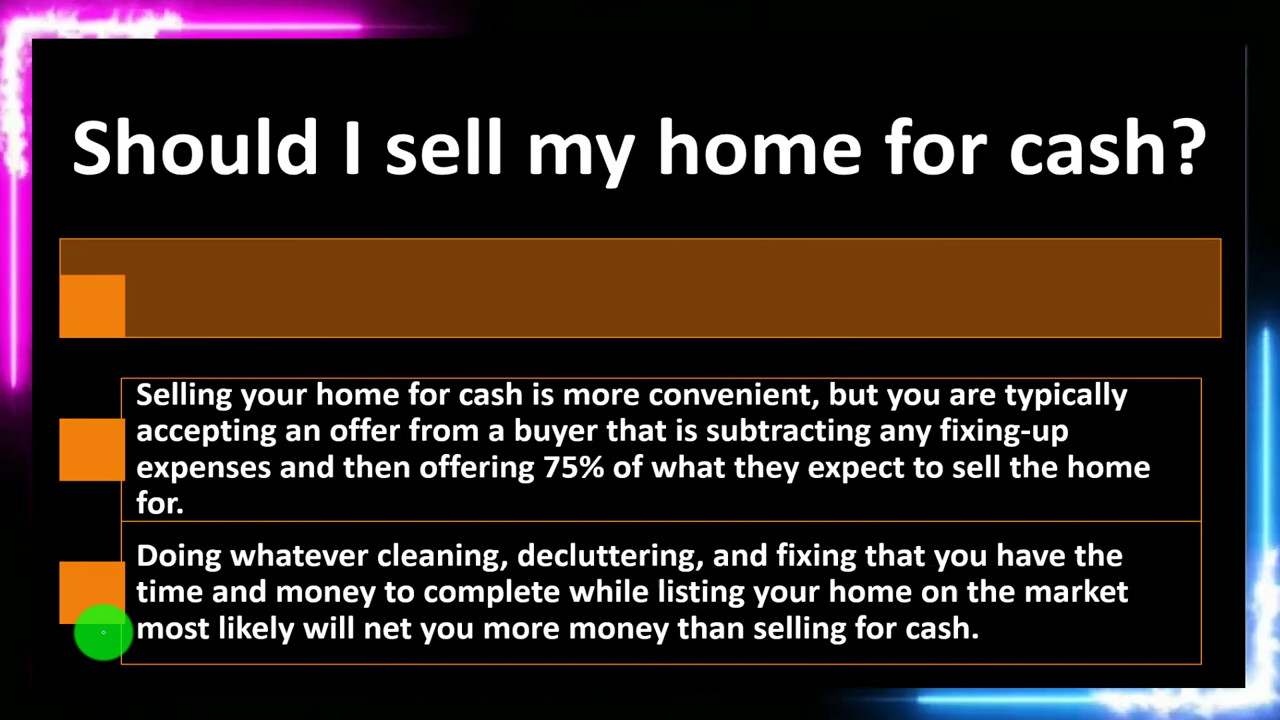 Should I sell my home for cash?
Selling your home for cash is more convenient, but you are typically
accepting an offer from a buyer that is subtracting any fixing-up
expenses and then offering 75% of what they expect to sell the home
for.
Doing whatever cleaning, decluttering, and fixing that you have the
time and money to complete while listing your home on the market
most likely will net you more money than selling for cash.